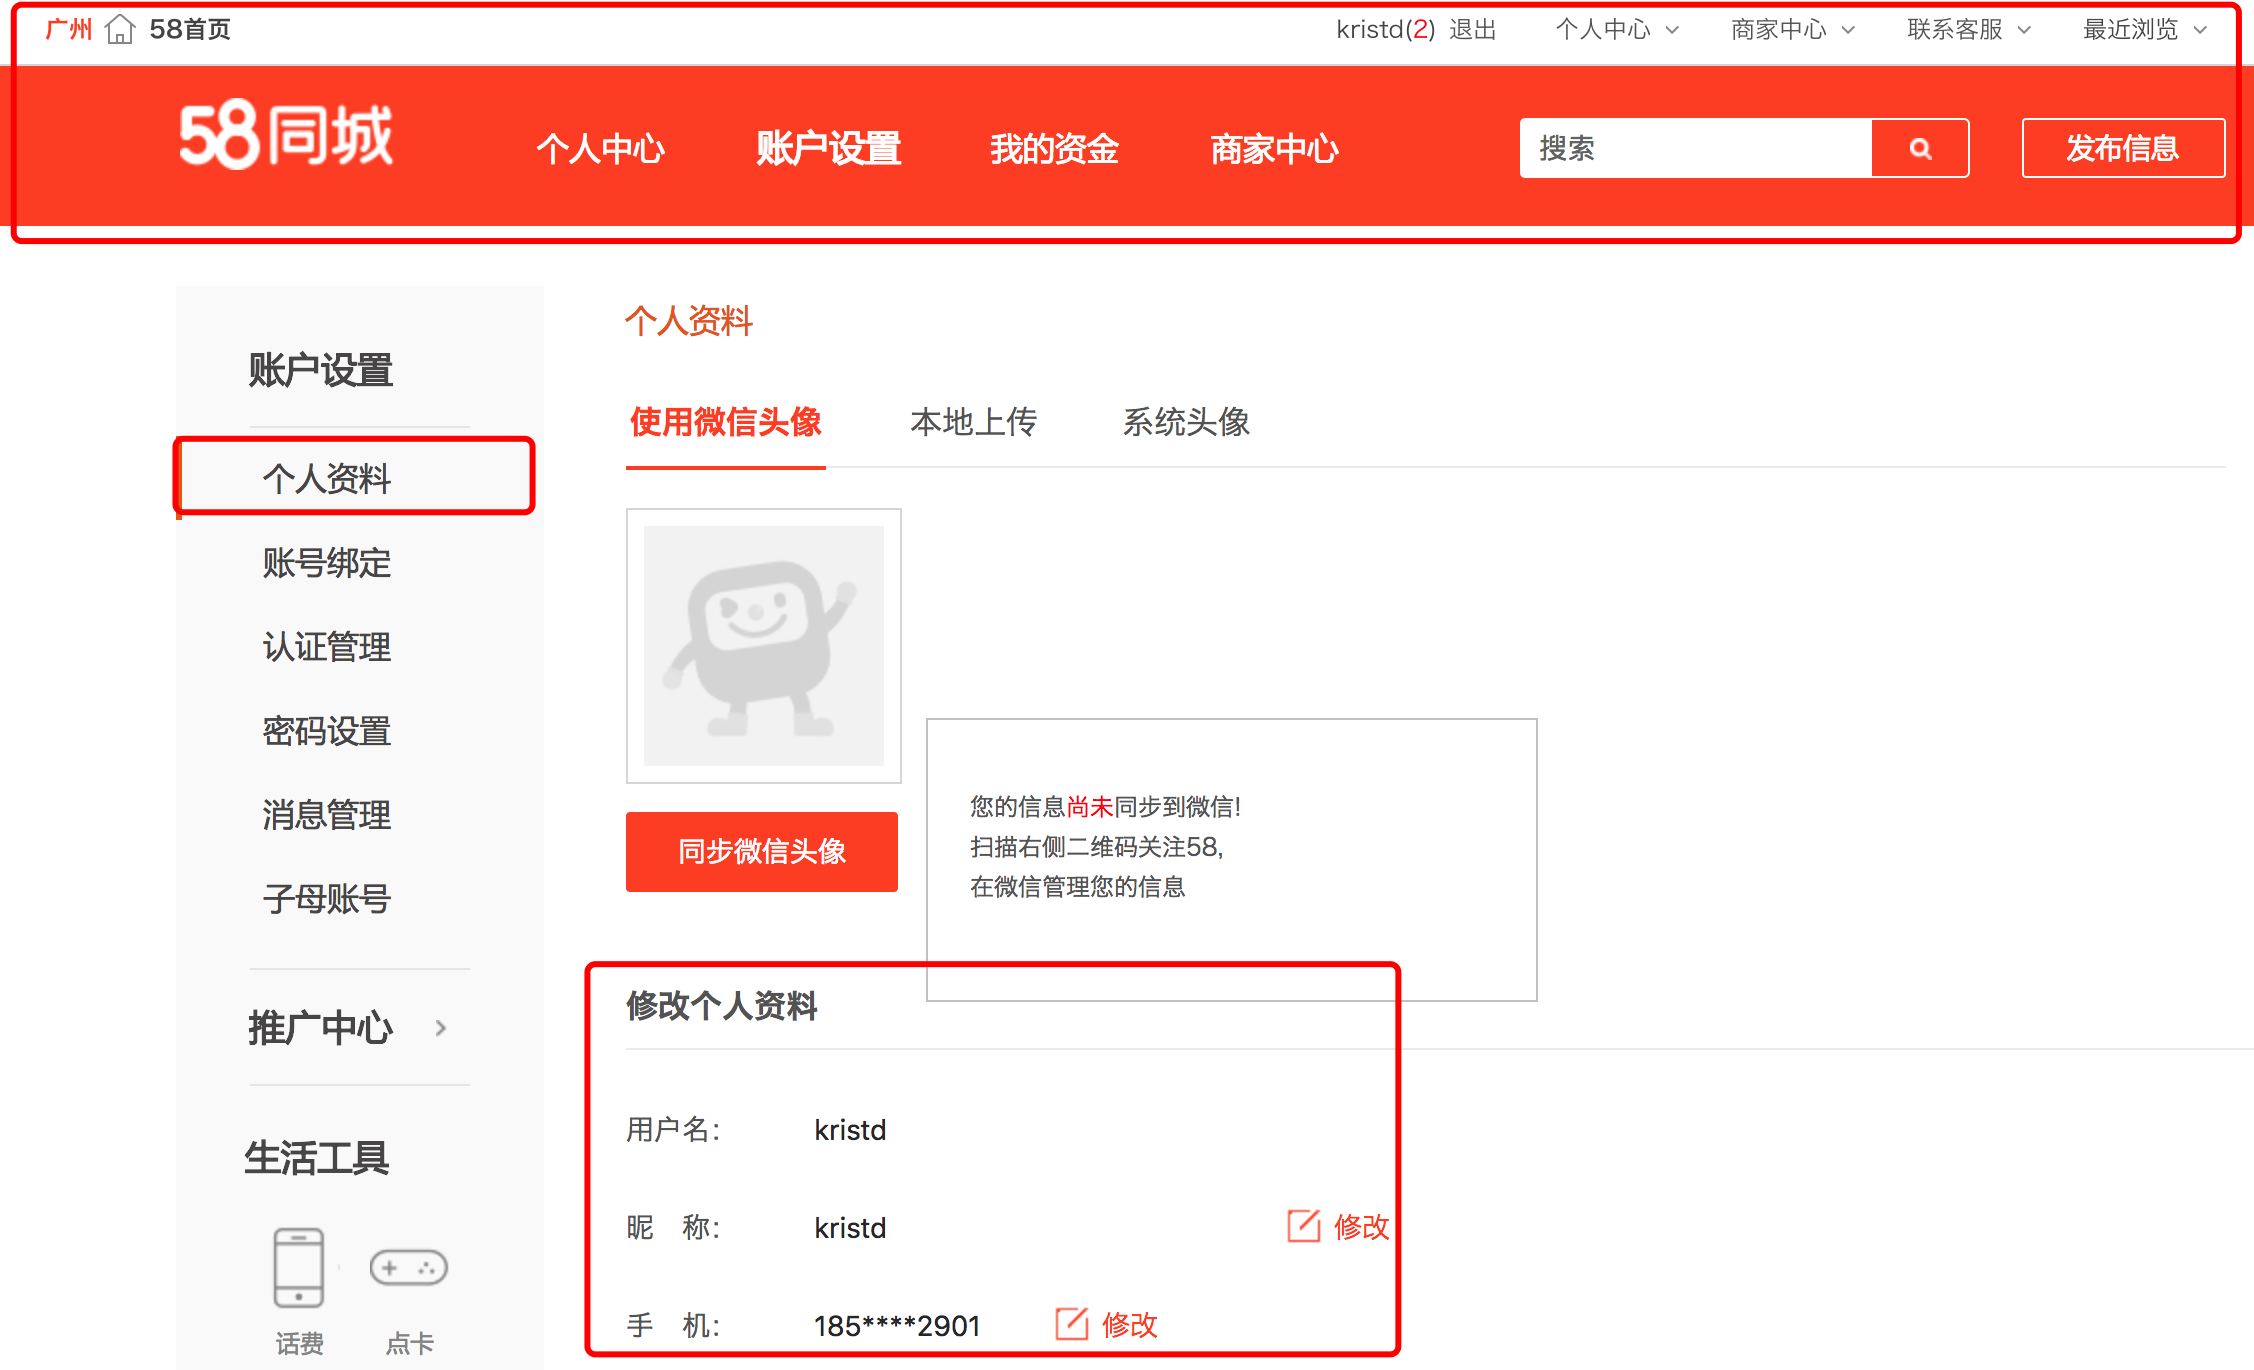 广州 58首页 kristd(2) 退出 个人中心 商家中心 联系客服 最近浏览
58同城 个人中心 账户设置 我的资金 商家中心 搜索 发布信息
账户设置
个人资料
账号绑定
认证管理
密码设置
消息管理
子母账号
推广中心
生活工具
话费 点卡
个人资料
使用微信头像 本地上传 系统头像
同步微信头像
您的信息尚未同步到微信!
扫描右侧二维码关注58,
在微信管理您的信息
修改个人资料
用户名: kristd
昵 称: kristd 修改
手 机: 185****2901 修改